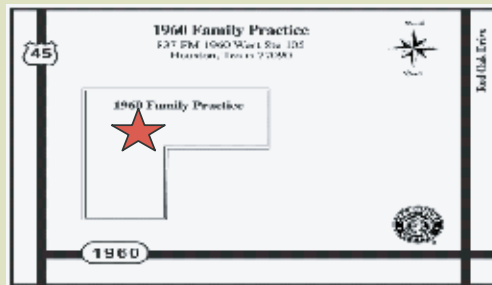 1960 Family Practice
837 FM 1960 West Ste 105
Houston, Texas 77090
45
Red Oak Drive
1960 Family Practice
1960